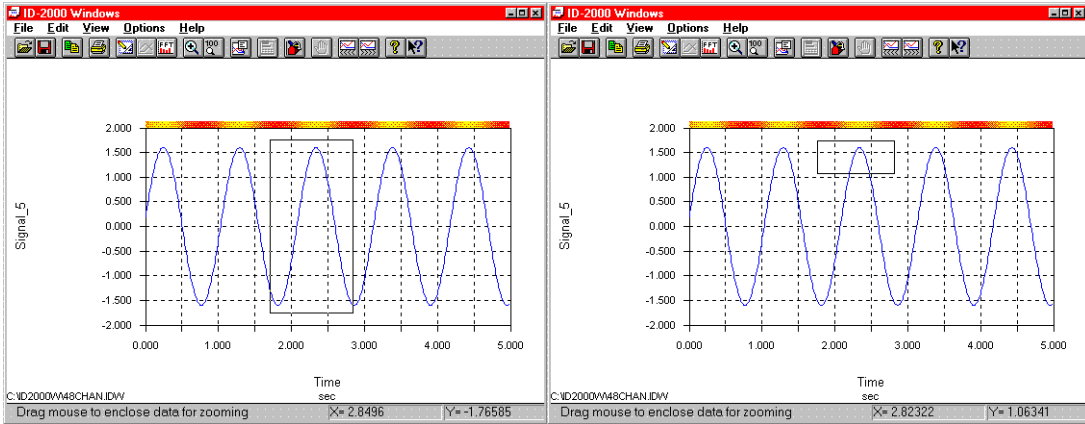 ID-2000 Windows
File Edit View Options Help
FFT 100 ? ?
2.000
1.500
1.000
0.500
0.000
-0.500
-1.000
-1.500
-2.000
Signal_5
0.000 1.000 2.000 3.000 4.000 5.000
Time
sec
C:\ID2000W\48CHAN.IDW
Drag mouse to enclose data for zooming X= 2.8496 Y= -1.76585
ID-2000 Windows
File Edit View Options Help
FFT 100 ? ?
2.000
1.500
1.000
0.500
0.000
-0.500
-1.000
-1.500
-2.000
Signal_5
0.000 1.000 2.000 3.000 4.000 5.000
Time
sec
C:\ID2000W\48CHAN.IDW
Drag mouse to enclose data for zooming X= 2.82322 Y= 1.06341